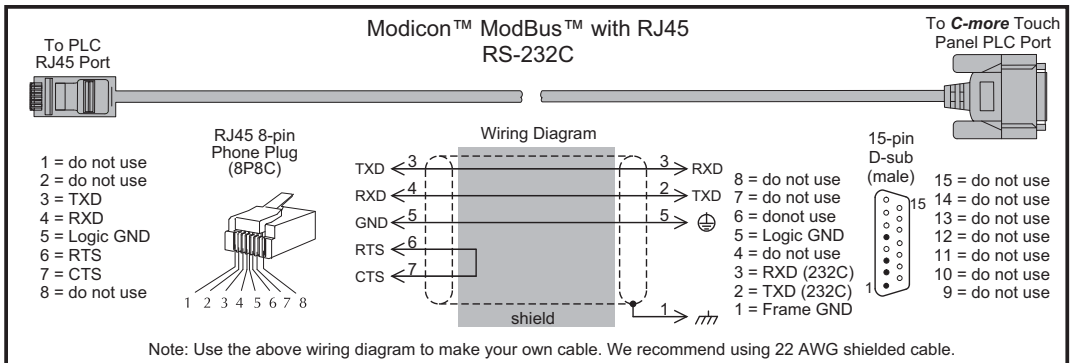 Modicon™ ModBus™ with RJ45
RS-232C
To PLC
RJ45 Port
To C-more Touch
Panel PLC Port
1 = do not use
2 = do not use
3 = TXD
4 = RXD
5 = Logic GND
6 = RTS
7 = CTS
8 = do not use
RJ45 8-pin
Phone Plug
(8P8C)
1 2 3 4 5 6 7 8
Wiring Diagram
TXD 3 3 RXD
RXD 4 2 TXD
GND 5 5
RTS 6
CTS 7
shield
1
8 = do not use
7 = do not use
6 = donot use
5 = Logic GND
4 = do not use
3 = RXD (232C)
2 = TXD (232C)
1 = Frame GND
15-pin
D-sub
(male)
15
1
15 = do not use
14 = do not use
13 = do not use
12 = do not use
11 = do not use
10 = do not use
9 = do not use
Note: Use the above wiring diagram to make your own cable. We recommend using 22 AWG shielded cable.